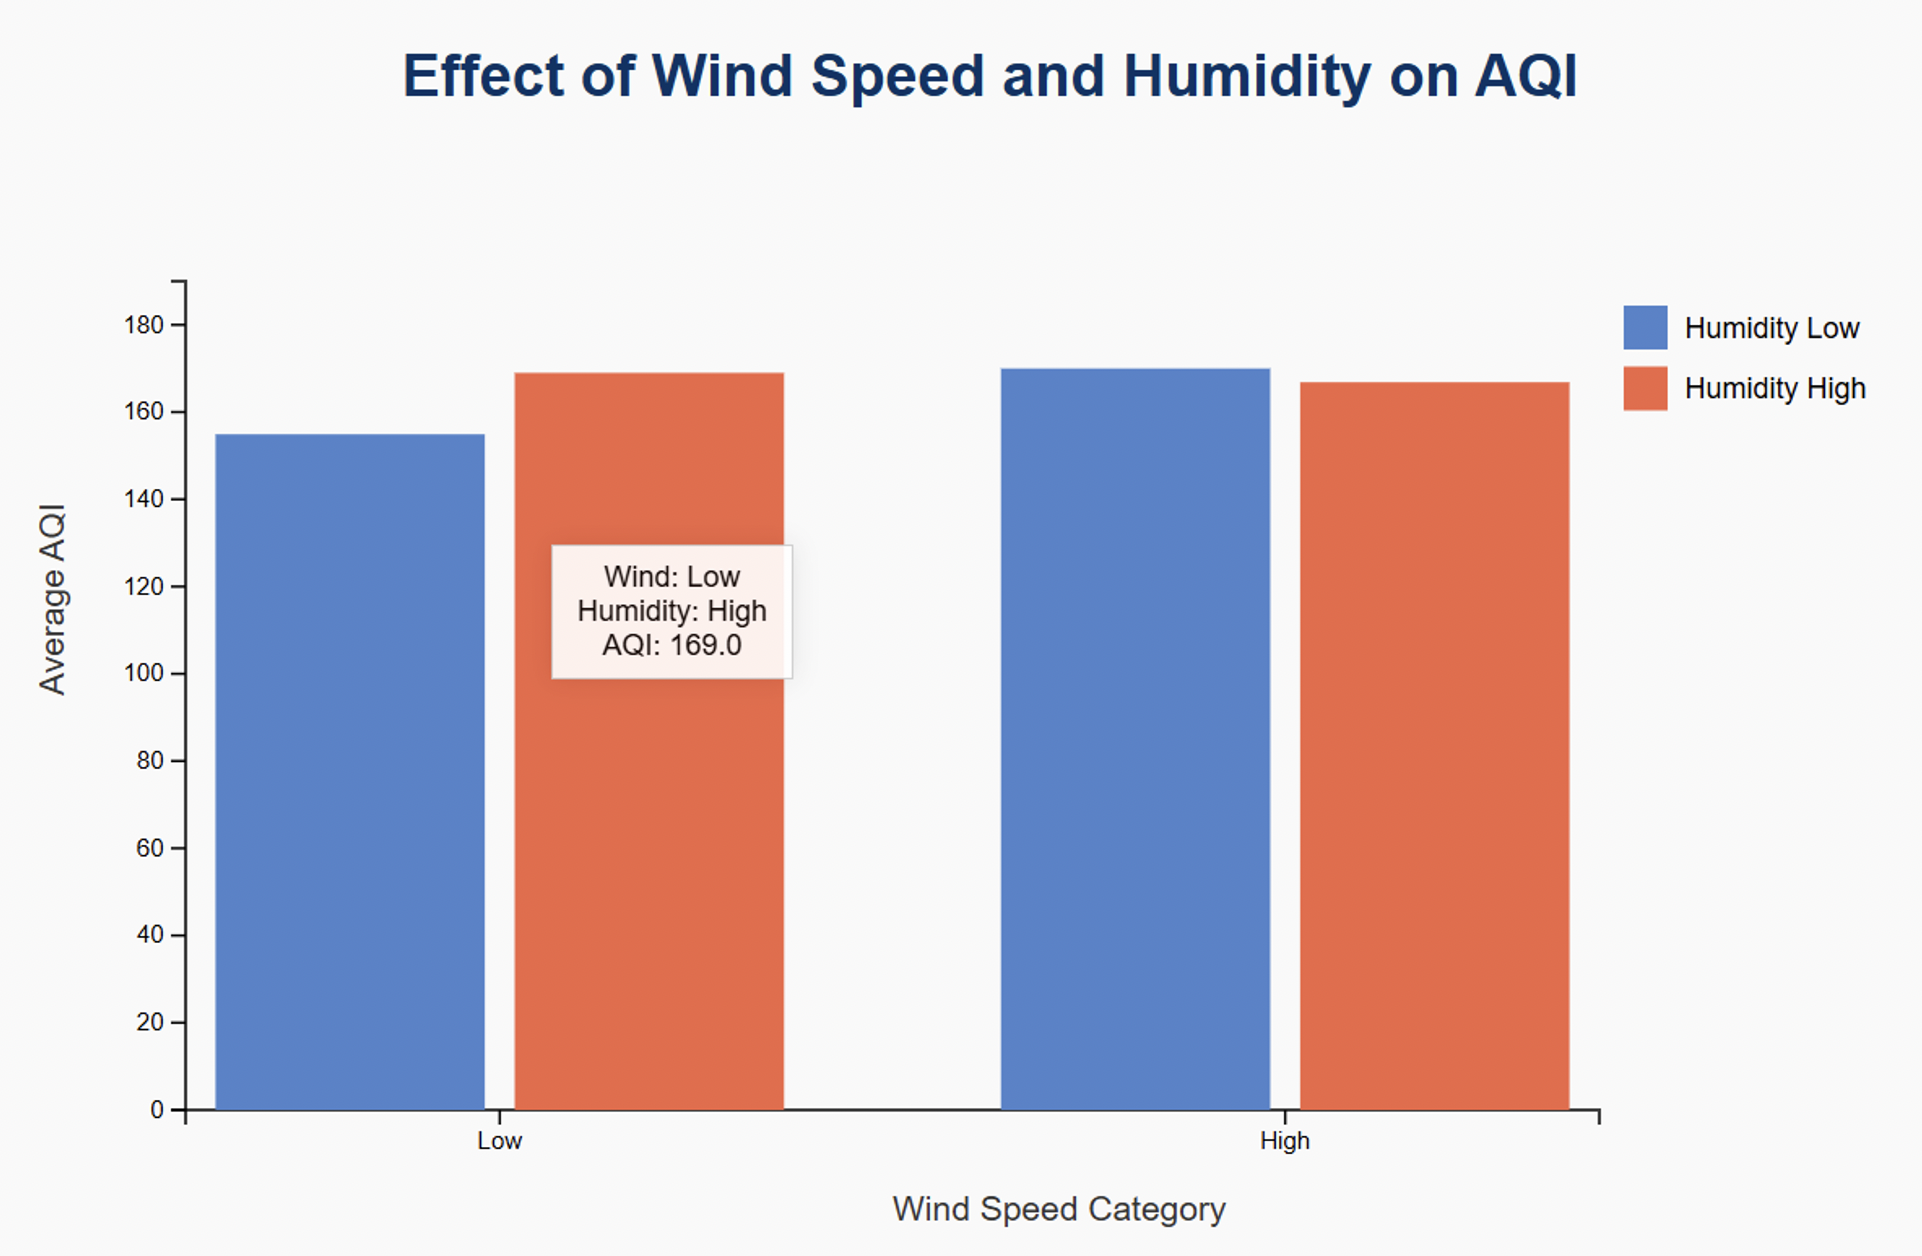 Effect of Wind Speed and Humidity on AQI
180
160
140
120
100
80
60
40
20
0
Average AQI
Wind: Low
Humidity: High
AQI: 169.0
Humidity Low
Humidity High
Low
High
Wind Speed Category